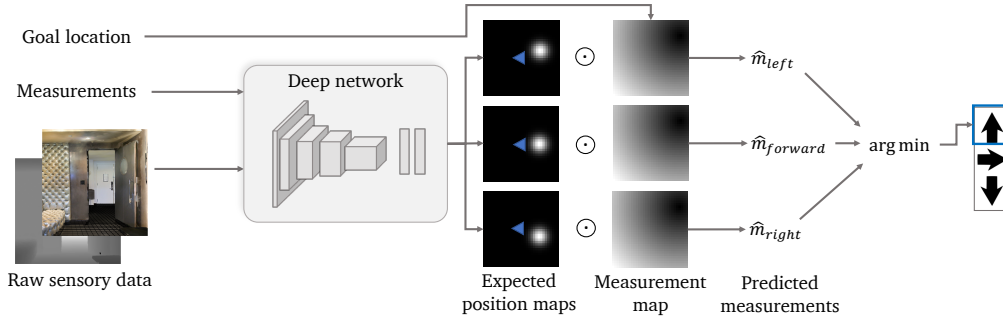 Goal location
Measurements
Deep network
Raw sensory data
⊙
⊙
⊙
Expected
position maps
Measurement
map
m̂left
m̂forward
m̂right
Predicted
measurements
arg min